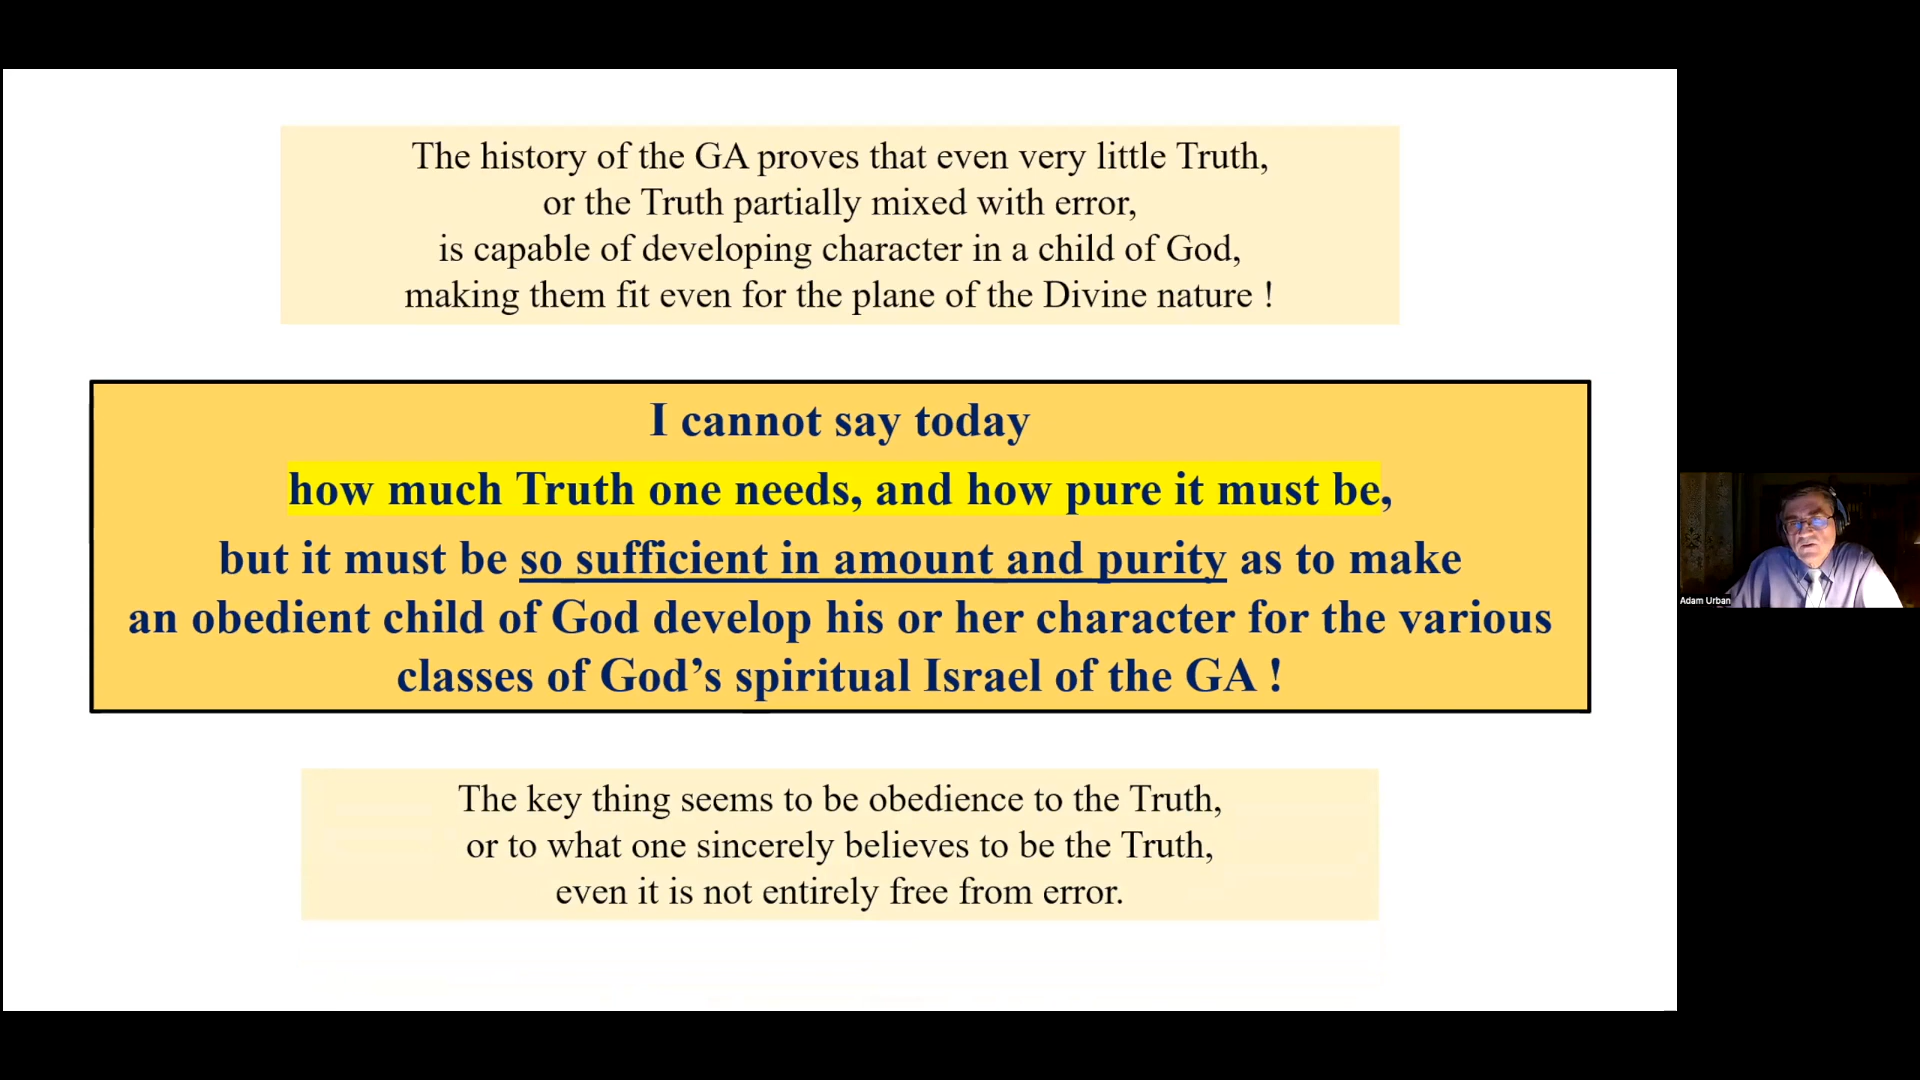 The history of the GA proves that even very little Truth,
or the Truth partially mixed with error,
is capable of developing character in a child of God,
making them fit even for the plane of the Divine nature !
I cannot say today
how much Truth one needs, and how pure it must be,
but it must be so sufficient in amount and purity as to make
an obedient child of God develop his or her character for the various
classes of God’s spiritual Israel of the GA !
The key thing seems to be obedience to the Truth,
or to what one sincerely believes to be the Truth,
even it is not entirely free from error.
Adam Urban